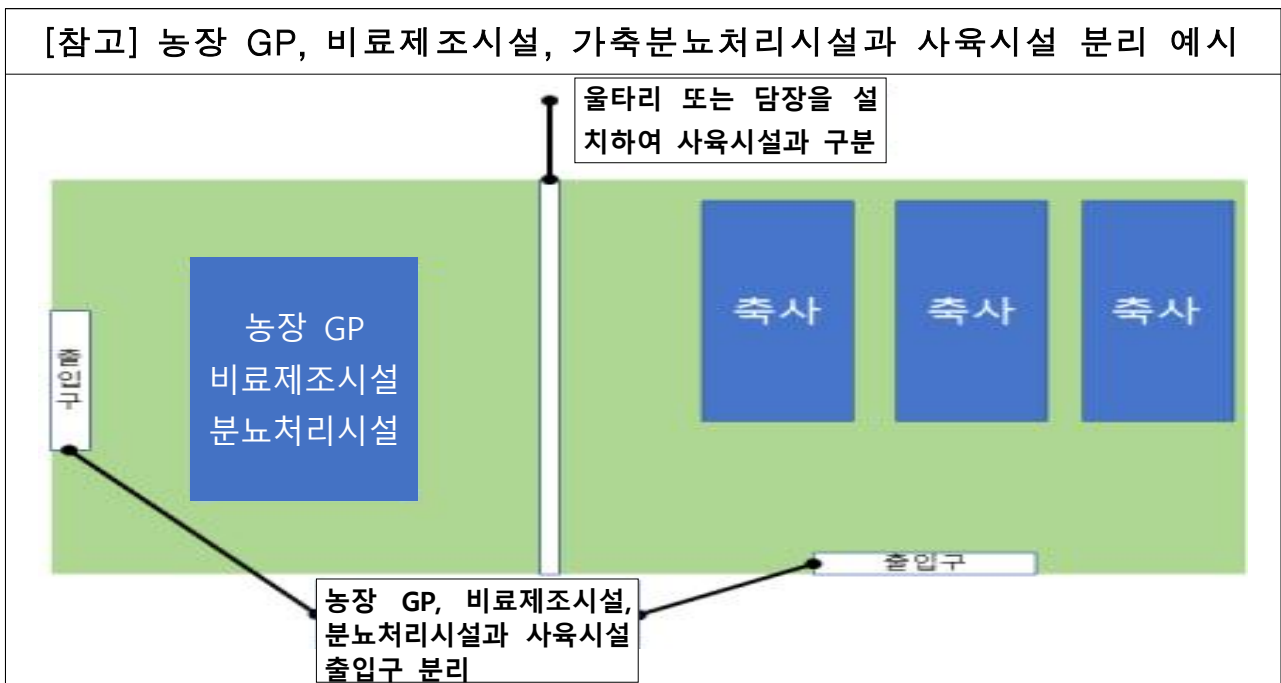 [참고] 농장 GP, 비료제조시설, 가축분뇨처리시설과 사육시설 분리 예시
울타리 또는 담장을 설
치하여 사육시설과 구분
축사
축사
축사
농장 GP
비료제조시설
분뇨처리시설
출입구
출입구
농장 GP, 비료제조시설,
분뇨처리시설과 사육시설
출입구 분리